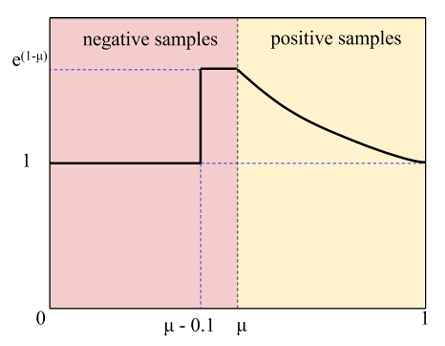 negative samples positive samples
e(1-μ)
1
0
μ - 0.1 μ
1